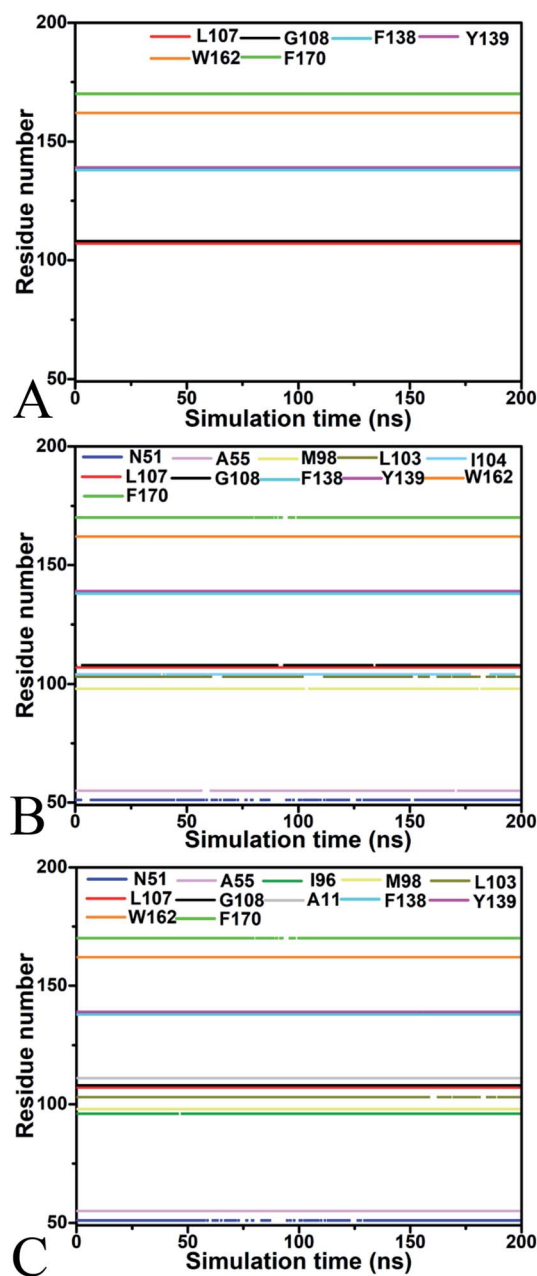 200
L107 G108 F138 Y139
W162 F170
150
100
50
Residue number
0 50 100 150 200
Simulation time (ns)
A
200
N51 A55 M98 L103 I104
L107 G108 F138 Y139 W162
F170
150
100
50
Residue number
0 50 100 150 200
Simulation time (ns)
B
200
N51 A55 I96 M98 L103
L107 G108 A11 F138 Y139
W162 F170
150
100
50
Residue number
0 50 100 150 200
Simulation time (ns)
C